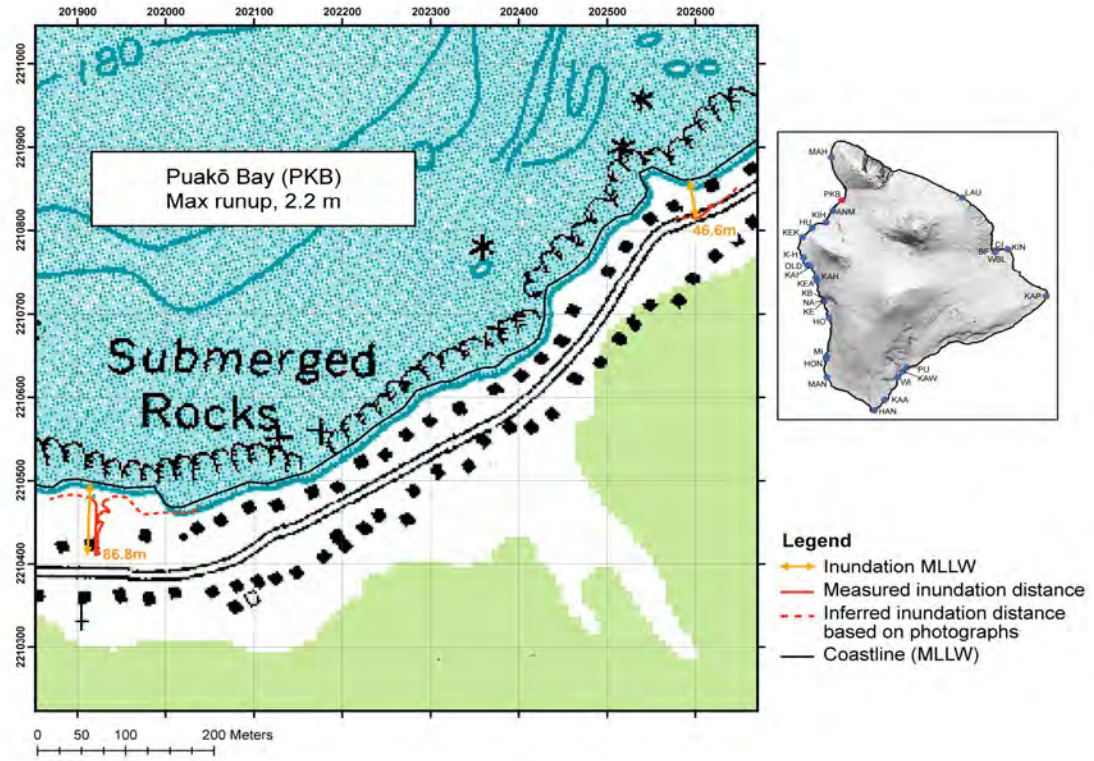 201900 202000 202100 202200 202300 202400 202500 202600
2211000
2210900
2210800
2210700
2210600
2210500
2210400
2210300
180
Puakō Bay (PKB)
Max runup, 2.2 m
Submerged
Rocks
46.6m
86.8m
0 50 100 200 Meters
MAH
PKB
ANM
KIH
HU
KEK
K-H
OLD
KAI
KAH
KEA
KB
NA
KE
HO
MI
HON
MAN
HAN
KAA
WI
KAW
PU
KAP
LAU
CI
KIN
WBL
Legend
Inundation MLLW
Measured inundation distance
Inferred inundation distance
based on photographs
Coastline (MLLW)